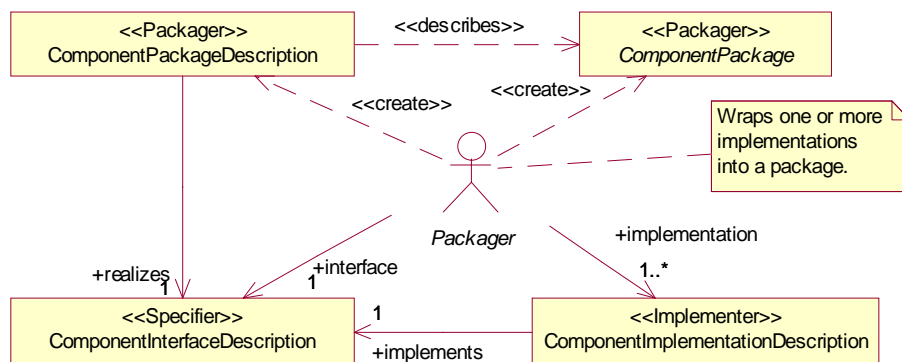 <<Packager>>
ComponentPackageDescription
<<describes>>
<<Packager>>
ComponentPackage
<<create>>
<<create>>
Wraps one or more
implementations
into a package.
Packager
+implementation
1..*
+interface
1
+realizes
1
<<Specifier>>
ComponentInterfaceDescription
1
+implements
<<Implementer>>
ComponentImplementationDescription